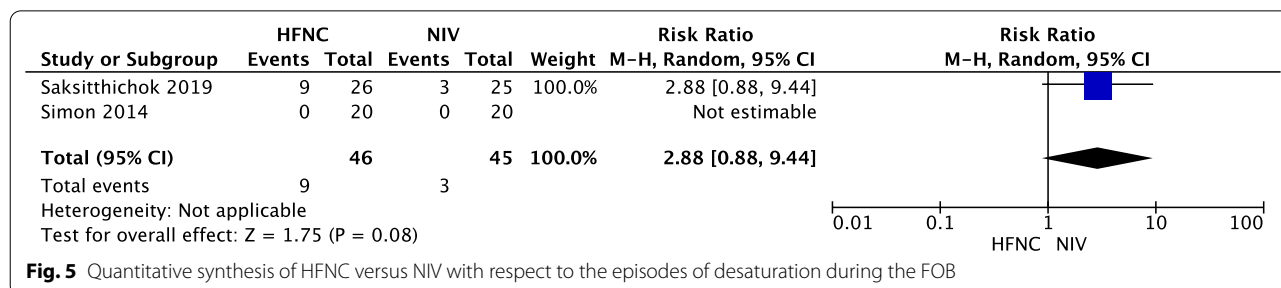 HFNC NIV Risk Ratio Risk Ratio
Study or Subgroup Events Total Events Total Weight M-H, Random, 95% CI M-H, Random, 95% CI
Saksitthichok 2019 9 26 3 25 100.0% 2.88 [0.88, 9.44]
Simon 2014 0 20 0 20 Not estimable
Total (95% CI) 46 45 100.0% 2.88 [0.88, 9.44]
Total events 9 3
Heterogeneity: Not applicable
Test for overall effect: Z = 1.75 (P = 0.08)
0.01 0.1 1 10 100
HFNC NIV
Fig. 5 Quantitative synthesis of HFNC versus NIV with respect to the episodes of desaturation during the FOB